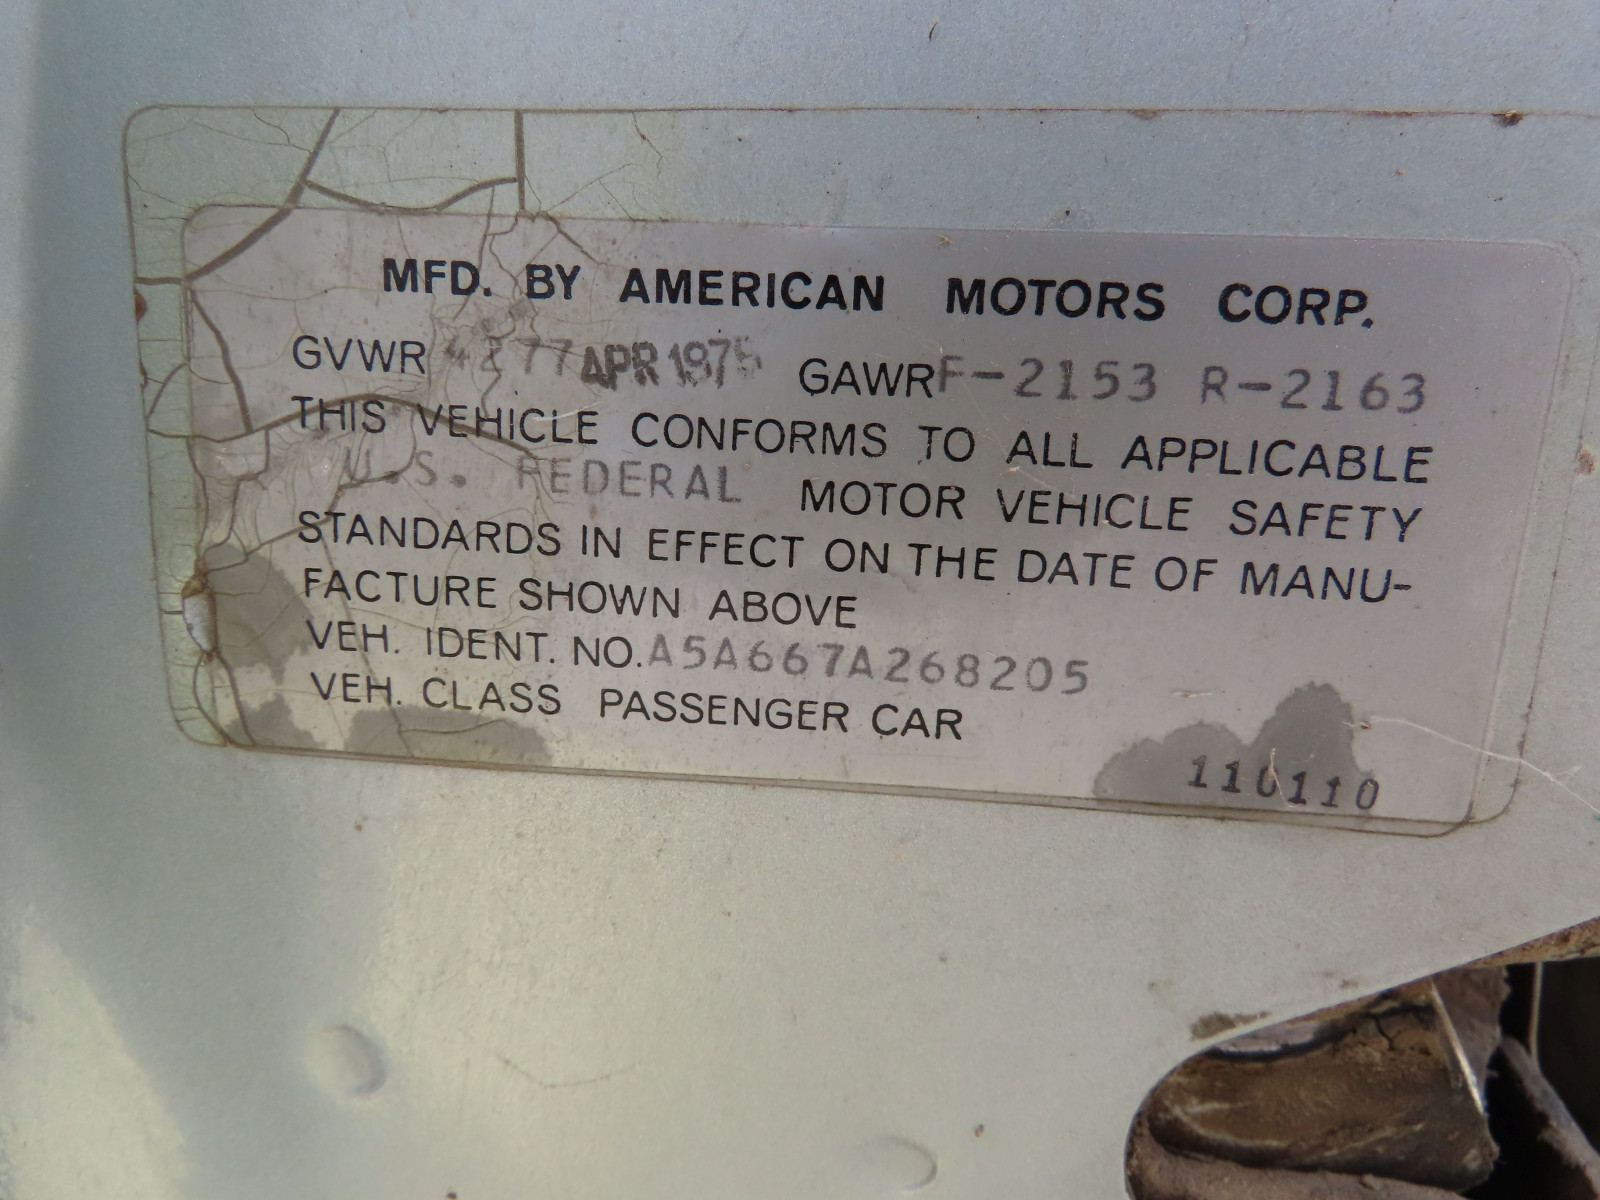 MFD. BY AMERICAN MOTORS CORP.
GVWR APR 1975 GAWR F-2153 R-2163
THIS VEHICLE CONFORMS TO ALL APPLICABLE
U.S. FEDERAL MOTOR VEHICLE SAFETY
STANDARDS IN EFFECT ON THE DATE OF MANU-
FACTURE SHOWN ABOVE
VEH. IDENT. NO. A5A667A268205
VEH. CLASS PASSENGER CAR
110110